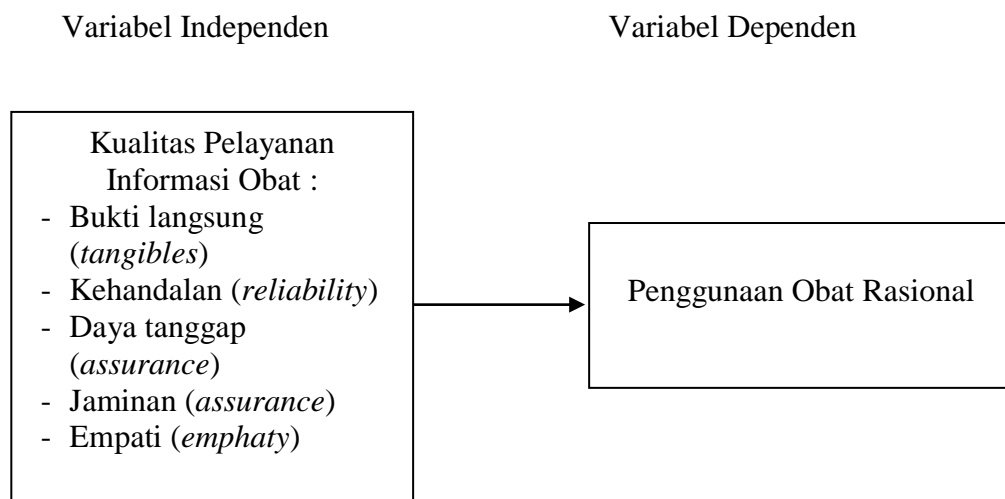 Variabel Independen
Variabel Dependen
Kualitas Pelayanan
Informasi Obat :
- Bukti langsung
(tangibles)
- Kehandalan (reliability)
- Daya tanggap
(assurance)
- Jaminan (assurance)
- Empati (emphaty)
Penggunaan Obat Rasional